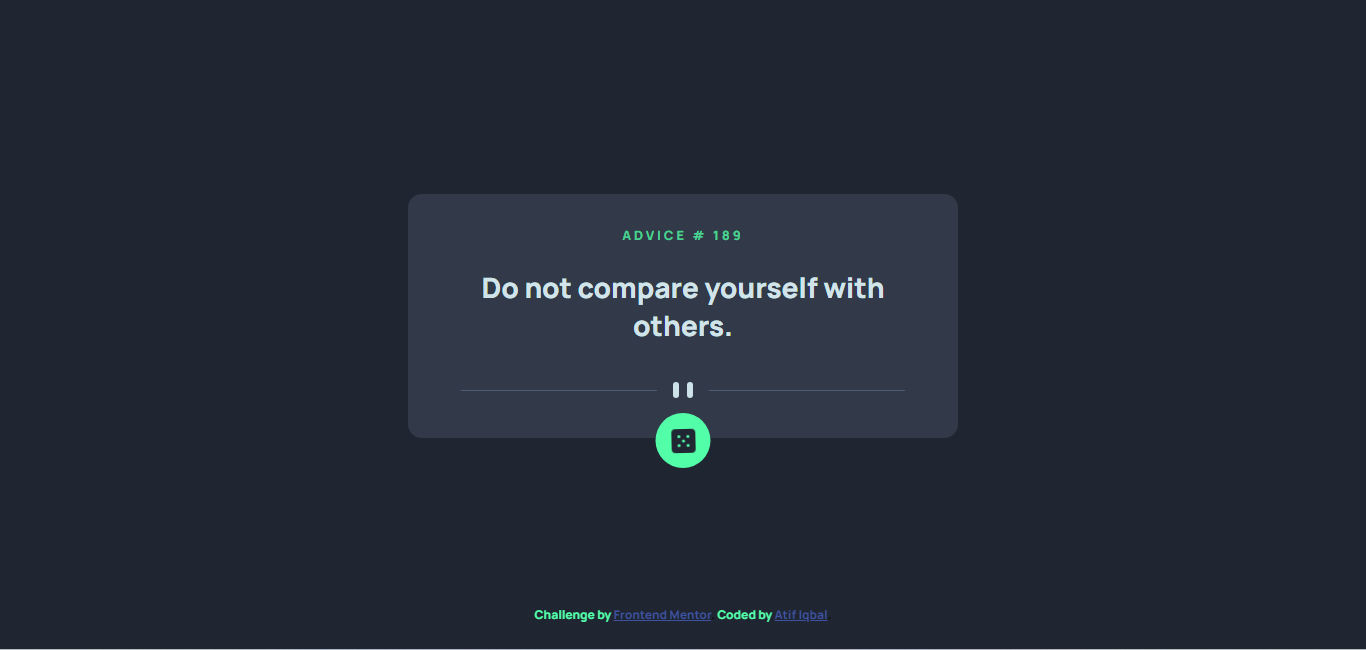 ADVICE # 189
Do not compare yourself with
others.
Challenge by Frontend Mentor Coded by Atif Iqbal